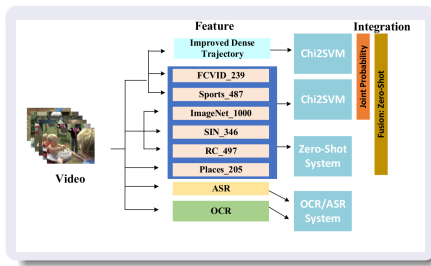 Feature
Integration
Improved Dense
Trajectory
Chi2SVM
FCVID_239
Sports_487
ImageNet_1000
SIN_346
RC_497
Places_205
Chi2SVM
Joint Probability
Fusion: Zero-Shot
Zero-Shot
System
Video
ASR
OCR
OCR/ASR
System